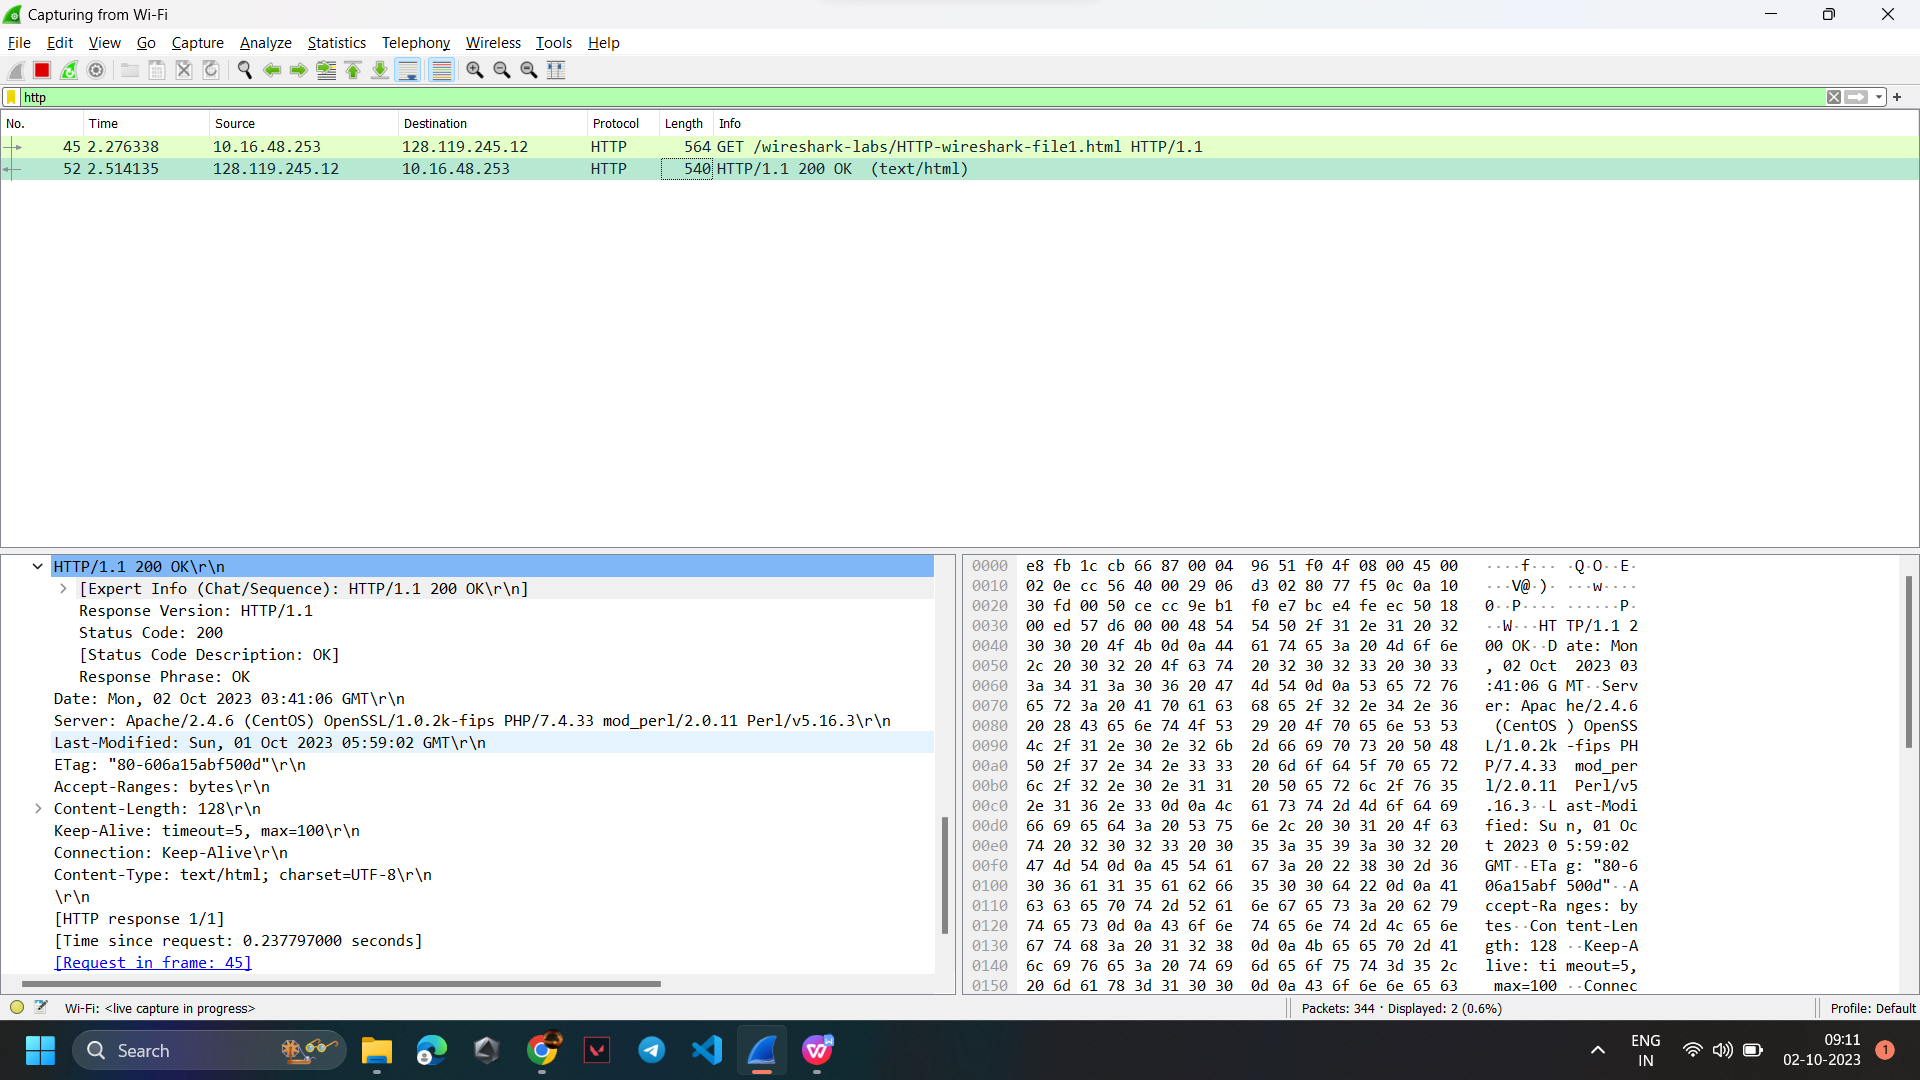 Capturing from Wi-Fi
File Edit View Go Capture Analyze Statistics Telephony Wireless Tools Help
http
No. Time Source Destination Protocol Length Info
45 2.276338 10.16.48.253 128.119.245.12 HTTP 564 GET /wireshark-labs/HTTP-wireshark-file1.html HTTP/1.1
52 2.514135 128.119.245.12 10.16.48.253 HTTP 540 HTTP/1.1 200 OK (text/html)
HTTP/1.1 200 OK\r\n
[Expert Info (Chat/Sequence): HTTP/1.1 200 OK\r\n]
Response Version: HTTP/1.1
Status Code: 200
[Status Code Description: OK]
Response Phrase: OK
Date: Mon, 02 Oct 2023 03:41:06 GMT\r\n
Server: Apache/2.4.6 (CentOS) OpenSSL/1.0.2k-fips PHP/7.4.33 mod_perl/2.0.11 Perl/v5.16.3\r\n
Last-Modified: Sun, 01 Oct 2023 05:59:02 GMT\r\n
ETag: "80-606a15abf500d"\r\n
Accept-Ranges: bytes\r\n
Content-Length: 128\r\n
Keep-Alive: timeout=5, max=100\r\n
Connection: Keep-Alive\r\n
Content-Type: text/html; charset=UTF-8\r\n
\r\n
[HTTP response 1/1]
[Time since request: 0.237797000 seconds]
[Request in frame: 45]
0000 e8 fb 1c cb 66 87 00 04 96 51 f0 4f 08 00 45 00 ····f··· ·Q·O··E·
0010 02 0e cc 56 40 00 29 06 d3 02 80 77 f5 0c 0a 10 ···V@·)· ···w····
0020 30 fd 00 50 ce cc 9e b1 f0 e7 bc e4 fe ec 50 18 0··P···· ······P·
0030 00 ed 57 d6 00 00 48 54 54 50 2f 31 2e 31 20 32 ··W···HT TP/1.1 2
0040 30 30 20 4f 4b 0d 0a 44 61 74 65 3a 20 4d 6f 6e 00 OK··D ate: Mon
0050 2c 20 30 32 20 4f 63 74 20 32 30 32 33 20 30 33 , 02 Oct 2023 03
0060 3a 34 31 3a 30 36 20 47 4d 54 0d 0a 53 65 72 76 :41:06 G MT··Serv
0070 65 72 3a 20 41 70 61 63 68 65 2f 32 2e 34 2e 36 er: Apac he/2.4.6
0080 20 28 43 65 6e 74 4f 53 29 20 4f 70 65 6e 53 53 (CentOS ) OpenSS
0090 4c 2f 31 2e 30 2e 32 6b 2d 66 69 70 73 20 50 48 L/1.0.2k -fips PH
00a0 50 2f 37 2e 34 2e 33 33 20 6d 6f 64 5f 70 65 72 P/7.4.33 mod_per
00b0 6c 2f 32 2e 30 2e 31 31 20 50 65 72 6c 2f 76 35 l/2.0.11 Perl/v5
00c0 2e 31 36 2e 33 0d 0a 4c 61 73 74 2d 4d 6f 64 69 .16.3··L ast-Modi
00d0 66 69 65 64 3a 20 53 75 6e 2c 20 30 31 20 4f 63 fied: Su n, 01 Oc
00e0 74 20 32 30 32 33 20 30 35 3a 35 39 3a 30 32 20 t 2023 0 5:59:02
00f0 47 4d 54 0d 0a 45 54 61 67 3a 20 22 38 30 2d 36 GMT··ETa g: "80-6
0100 30 36 61 31 35 61 62 66 35 30 30 64 22 0d 0a 41 06a15abf 500d"··A
0110 63 63 65 70 74 2d 52 61 6e 67 65 73 3a 20 62 79 ccept-Ra nges: by
0120 74 65 73 0d 0a 43 6f 6e 74 65 6e 74 2d 4c 65 6e tes··Con tent-Len
0130 67 74 68 3a 20 31 32 38 0d 0a 4b 65 65 70 2d 41 gth: 128 ··Keep-A
0140 6c 69 76 65 3a 20 74 69 6d 65 6f 75 74 3d 35 2c live: ti meout=5,
0150 20 6d 61 78 3d 31 30 30 0d 0a 43 6f 6e 6e 65 63 max=100 ··Connec
Wi-Fi: <live capture in progress> Packets: 344 · Displayed: 2 (0.6%) Profile: Default
Search ENG IN 09:11 02-10-2023 1